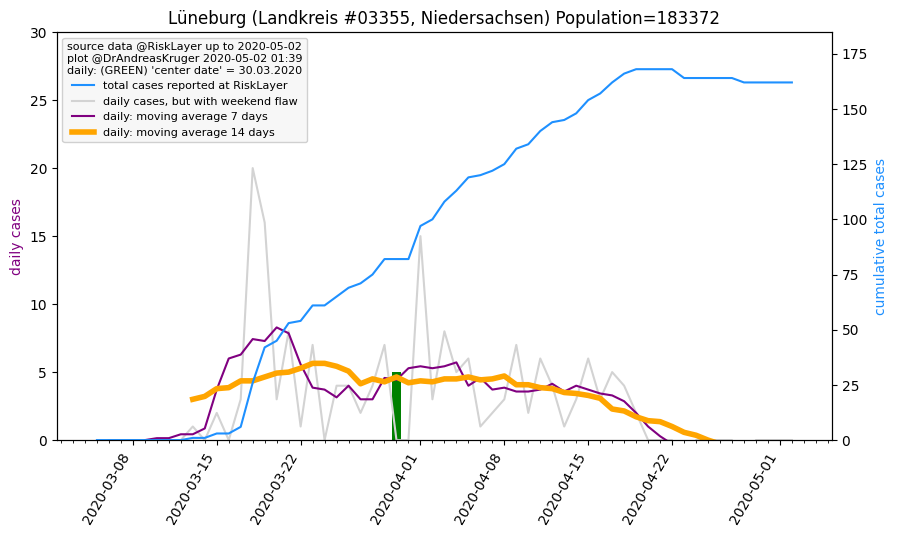 Lüneburg (Landkreis #03355, Niedersachsen) Population=183372
source data @RiskLayer up to 2020-05-02
plot @DrAndreasKruger 2020-05-02 01:39
daily: (GREEN) 'center date' = 30.03.2020
total cases reported at RiskLayer
daily cases, but with weekend flaw
daily: moving average 7 days
daily: moving average 14 days
daily cases
30
25
20
15
10
5
0
cumulative total cases
175
150
125
100
75
50
25
0
2020-03-08
2020-03-15
2020-03-22
2020-04-01
2020-04-08
2020-04-15
2020-04-22
2020-05-01